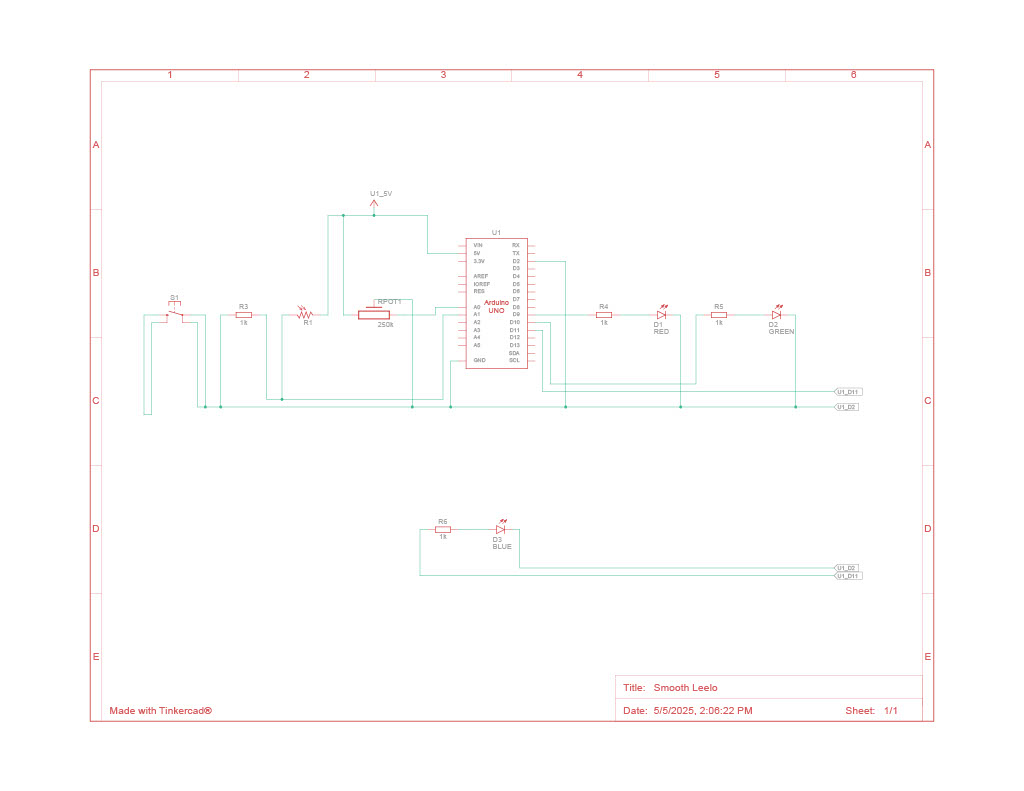 1 2 3 4 5 6
A A
U1_5V
U1
VIN RX
5V TX
3.3V D2
D3
AREF D4
IOREF D5
RES D6
D7
A0 D8
A1 D9
A2 D10
A3 D11
A4 D12
A5 D13
SDA
GND SCL
Arduino
UNO
B B
S1
R3
1k
R1
RPOT1
250k
R4
1k
D1
RED
R5
1k
D2
GREEN
C C
U1_D11
U1_D2
D D
R6
1k
D3
BLUE
U1_D2
U1_D11
E E
Title: Smooth Leelo
Made with Tinkercad®
Date: 5/5/2025, 2:06:22 PM Sheet: 1/1